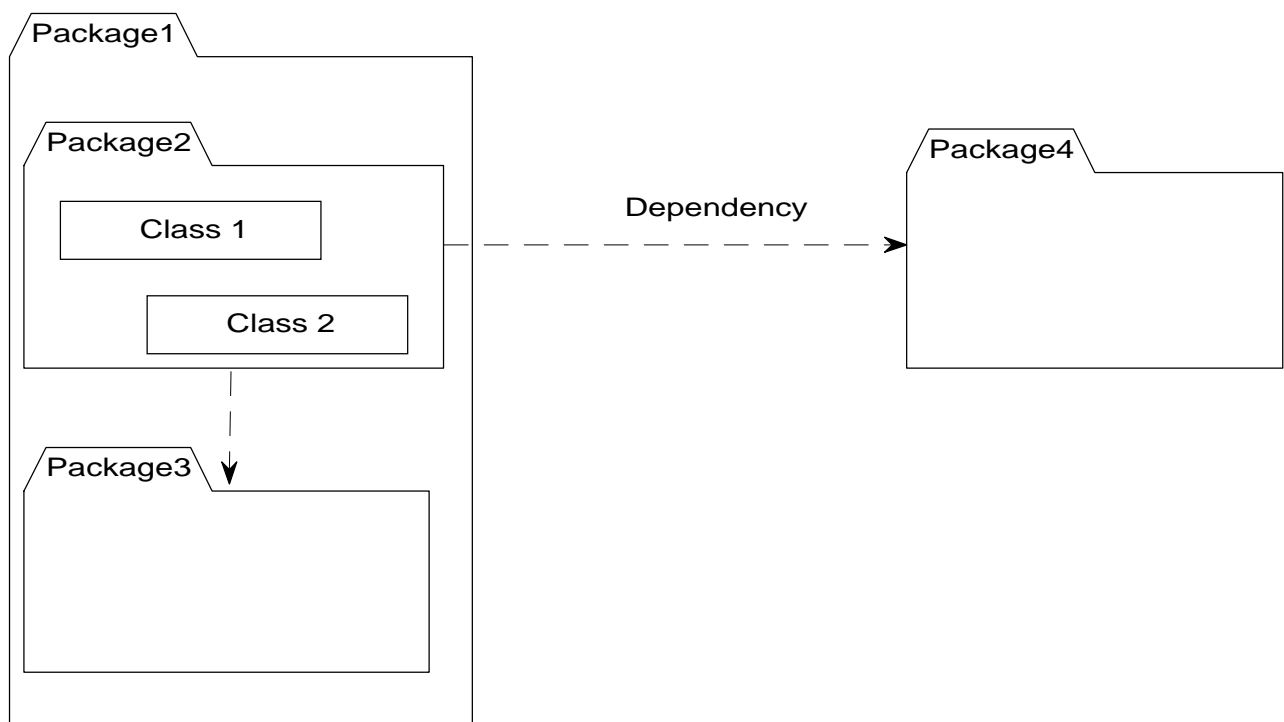 Package1
Package2
Class 1
Class 2
Package3
Dependency
Package4